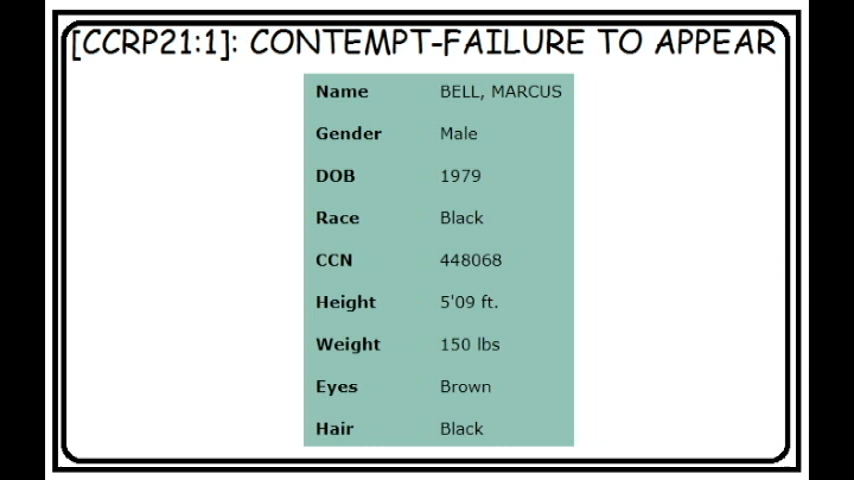 [CCRP21:1]: CONTEMPT-FAILURE TO APPEAR
Name BELL, MARCUS
Gender Male
DOB 1979
Race Black
CCN 448068
Height 5'09 ft.
Weight 150 lbs
Eyes Brown
Hair Black